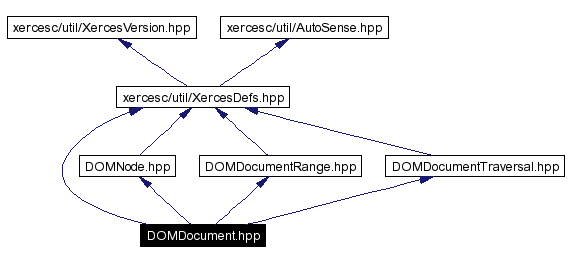 xercesc/util/XercesVersion.hpp
xercesc/util/AutoSense.hpp
xercesc/util/XercesDefs.hpp
DOMNode.hpp
DOMDocumentRange.hpp
DOMDocumentTraversal.hpp
DOMDocument.hpp